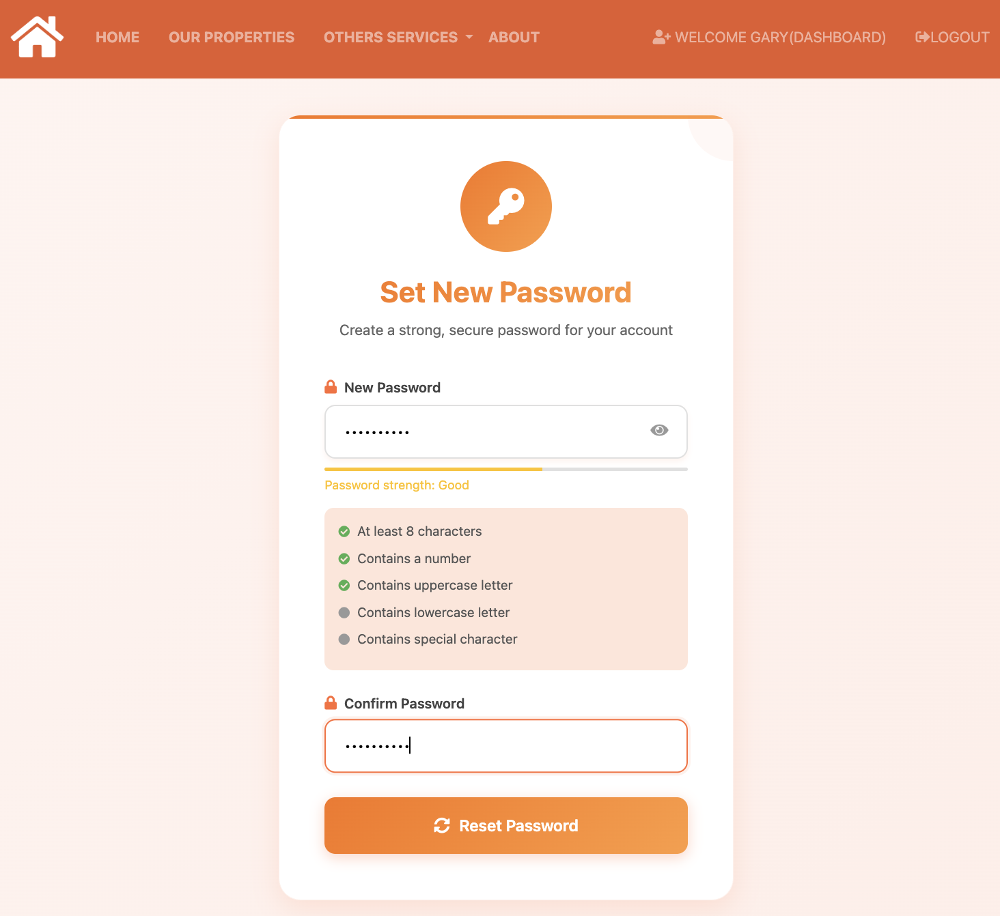 HOME OUR PROPERTIES OTHERS SERVICES ABOUT WELCOME GARY(DASHBOARD) LOGOUT
Set New Password
Create a strong, secure password for your account
New Password
••••••••••
Password strength: Good
At least 8 characters
Contains a number
Contains uppercase letter
Contains lowercase letter
Contains special character
Confirm Password
••••••••••
Reset Password